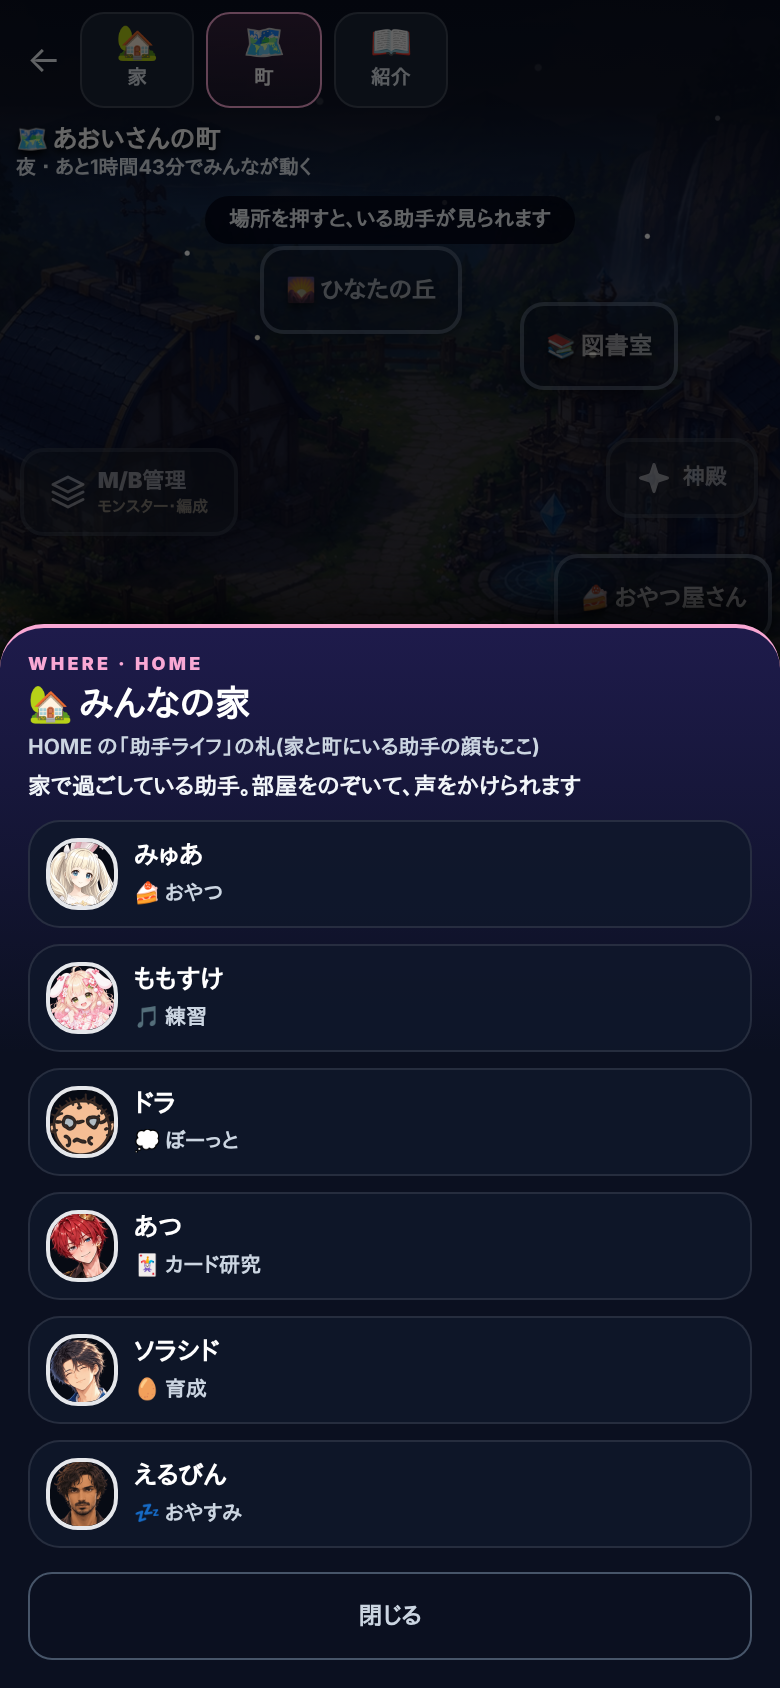 家
町
紹介
🗺️ あおいさんの町
夜・あと1時間43分でみんなが動く
場所を押すと、いる助手が見られます
🌄 ひなたの丘
📚 図書室
M/B管理
モンスター・編成
神殿
🍰 おやつ屋さん
WHERE · HOME
🏡 みんなの家
HOME の「助手ライフ」の札(家と町にいる助手の顔もここ)
家で過ごしている助手。部屋をのぞいて、声をかけられます
みゅあ
🍰 おやつ
ももすけ
🎵 練習
ドラ
💭 ぼーっと
あつ
🃏 カード研究
ソラシド
🥚 育成
えるびん
💤 おやすみ
閉じる